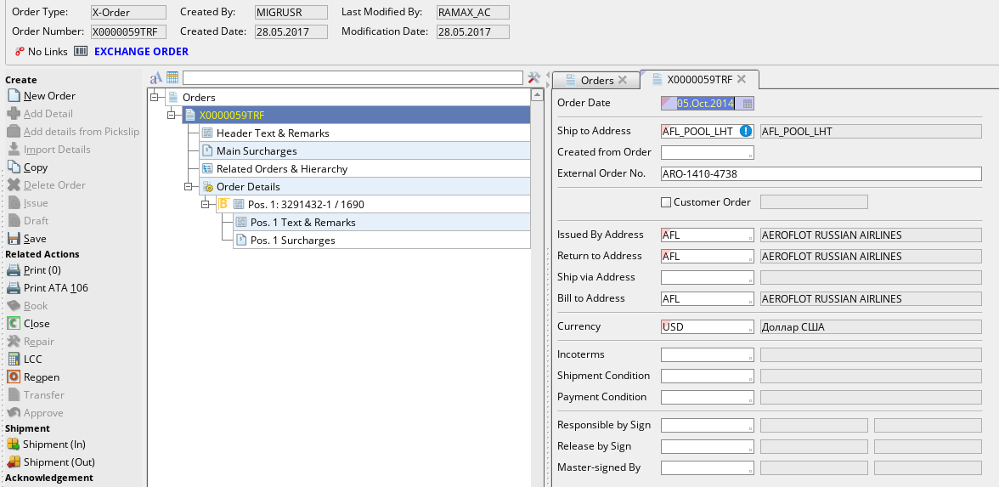 Order Type: X-Order Created By: MIGRUSR Last Modified By: RAMAX_AC
Order Number: X0000059TRF Created Date: 28.05.2017 Modification Date: 28.05.2017
No Links EXCHANGE ORDER
Create
New Order
Add Detail
Add details from Pickslip
Import Details
Copy
Delete Order
Issue
Draft
Save
Related Actions
Print (0)
Print ATA 106
Book
Close
Repair
LCC
Reopen
Transfer
Approve
Shipment
Shipment (In)
Shipment (Out)
Acknowledgement
Orders
X0000059TRF
Header Text & Remarks
Main Surcharges
Related Orders & Hierarchy
Order Details
B Pos. 1: 3291432-1 / 1690
Pos. 1 Text & Remarks
Pos. 1 Surcharges
Orders X0000059TRF
Order Date 05.Oct.2014
Ship to Address AFL_POOL_LHT AFL_POOL_LHT
Created from Order
External Order No. ARO-1410-4738
Customer Order
Issued By Address AFL AEROFLOT RUSSIAN AIRLINES
Return to Address AFL AEROFLOT RUSSIAN AIRLINES
Ship via Address
Bill to Address AFL AEROFLOT RUSSIAN AIRLINES
Currency USD Доллар США
Incoterms
Shipment Condition
Payment Condition
Responsible by Sign
Release by Sign
Master-signed By